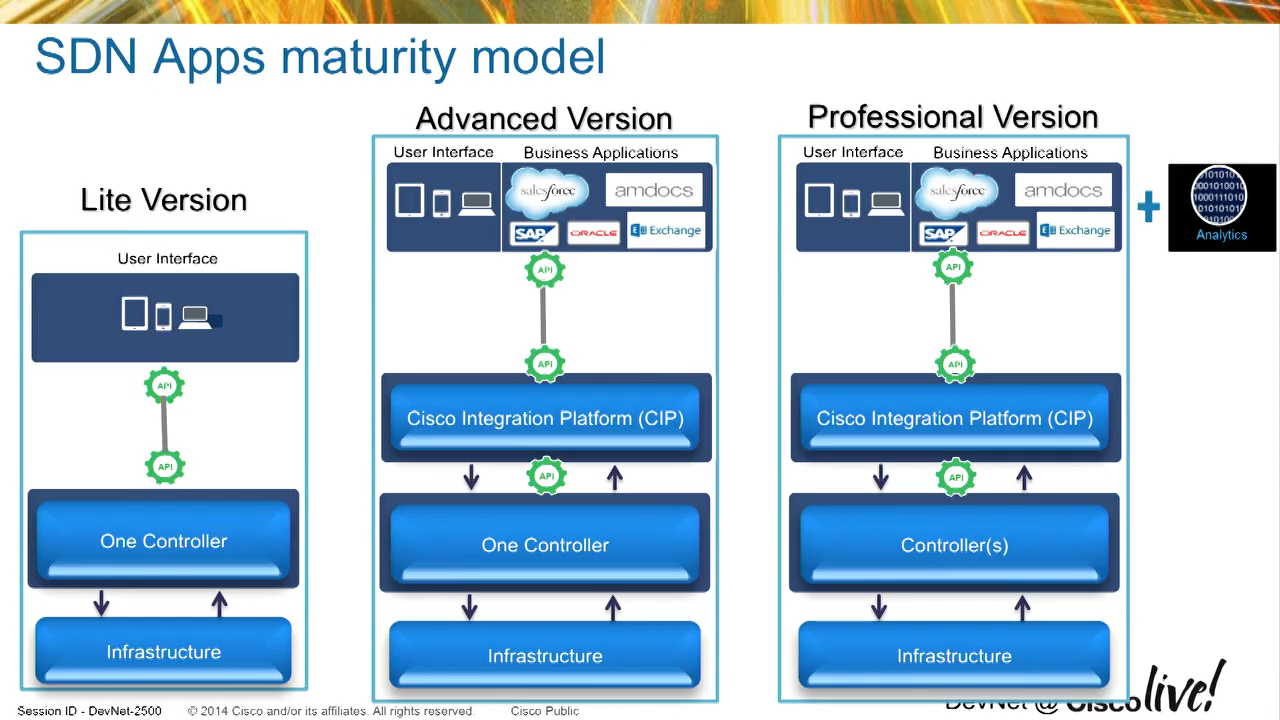 SDN Apps maturity model
Lite Version
User Interface
API
API
One Controller
Infrastructure
Advanced Version
User Interface
Business Applications
salesforce
amdocs
SAP
ORACLE
Exchange
API
API
Cisco Integration Platform (CIP)
API
One Controller
Infrastructure
Professional Version
User Interface
Business Applications
salesforce
amdocs
SAP
ORACLE
Exchange
API
API
Cisco Integration Platform (CIP)
API
Controller(s)
Infrastructure
Analytics
Session ID - DevNet-2500
© 2014 Cisco and/or its affiliates. All rights reserved.
Cisco Public
DevNet @ Cisco live!